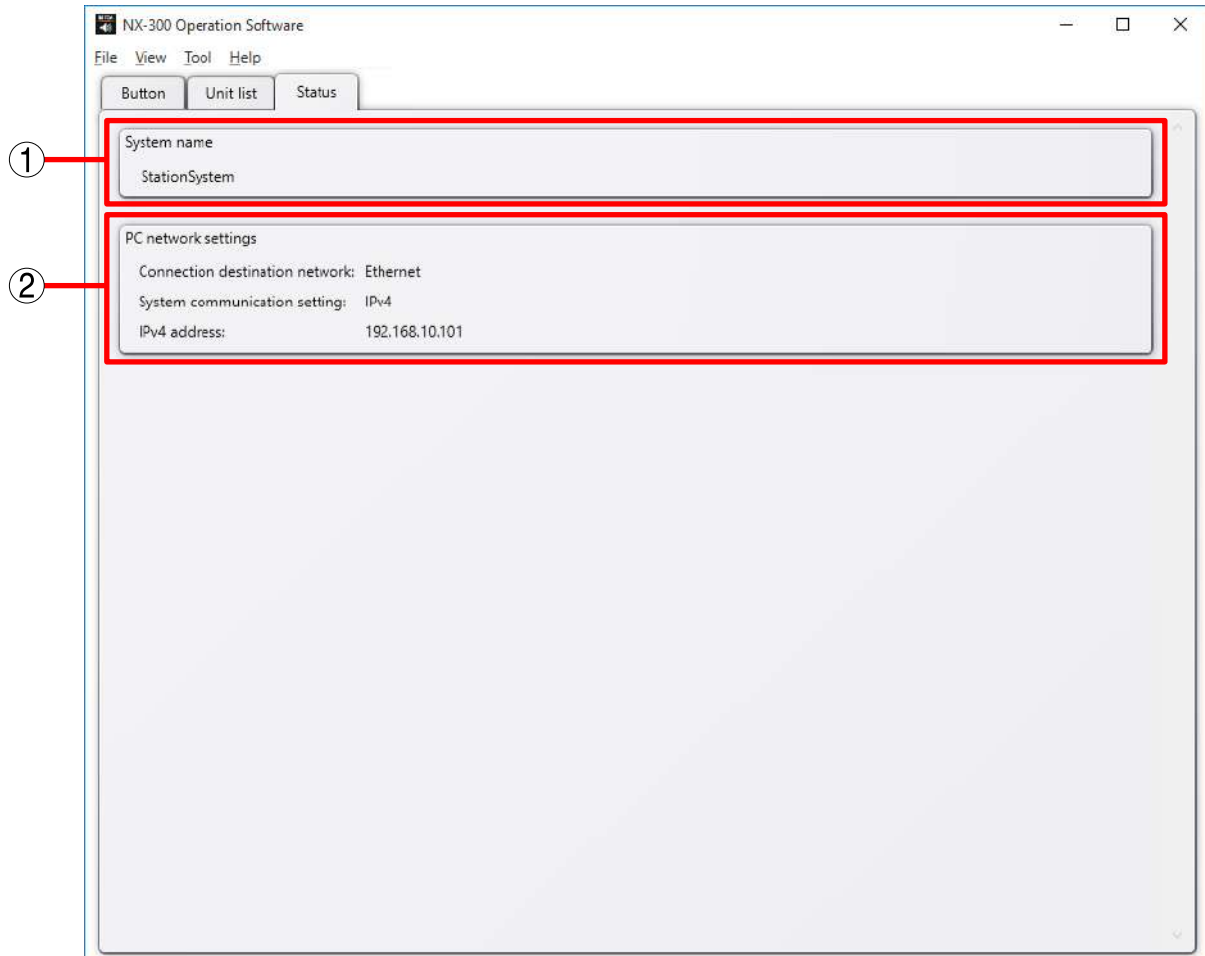 NX-300 Operation Software
File View Tool Help
Button Unit list Status
① System name
StationSystem
② PC network settings
Connection destination network: Ethernet
System communication setting: IPv4
IPv4 address: 192.168.10.101